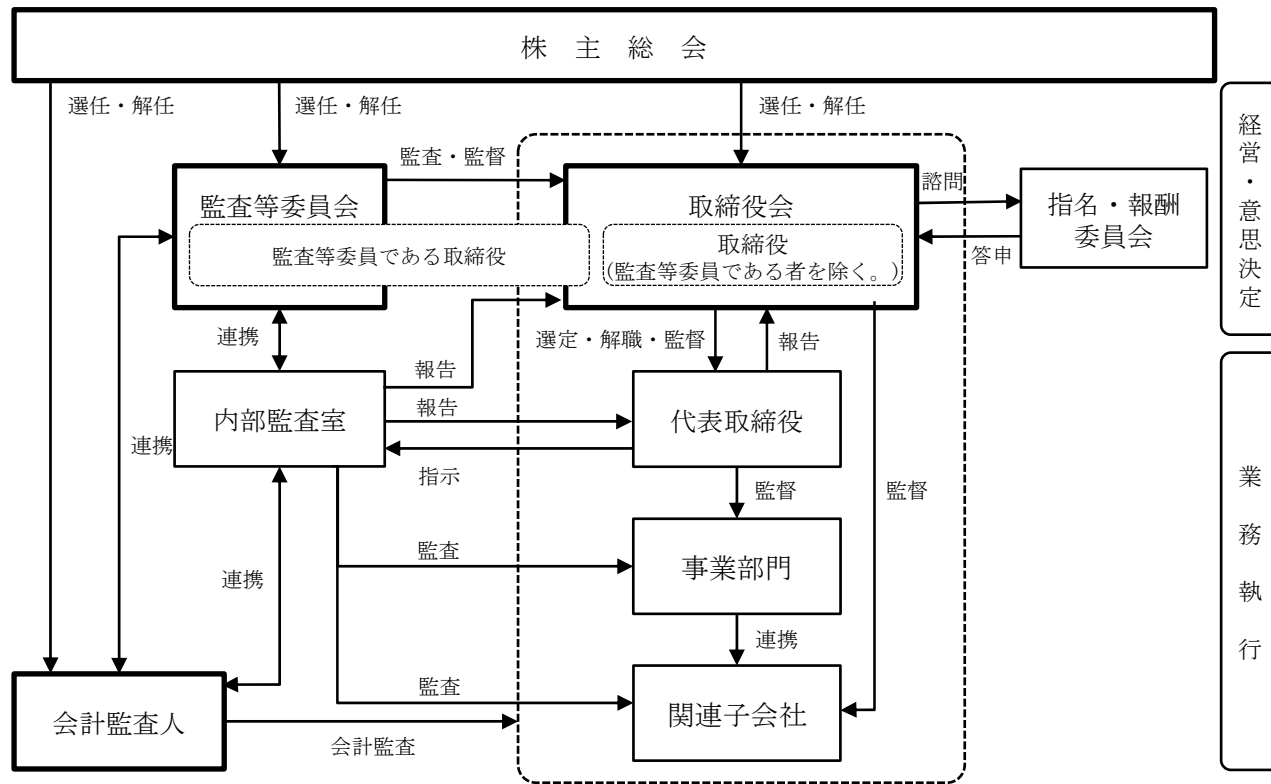 株 主 総 会
選任・解任
選任・解任
選任・解任
監査・監督
監査等委員会
監査等委員である取締役
取締役会
取締役
(監査等委員である者を除く。)
諮問
答申
指名・報酬
委員会
経営・意思決定
連携
報告
選定・解職・監督
報告
内部監査室
報告
指示
代表取締役
連携
監督
監督
業務執行
監査
事業部門
連携
連携
監査
関連子会社
会計監査人
会計監査